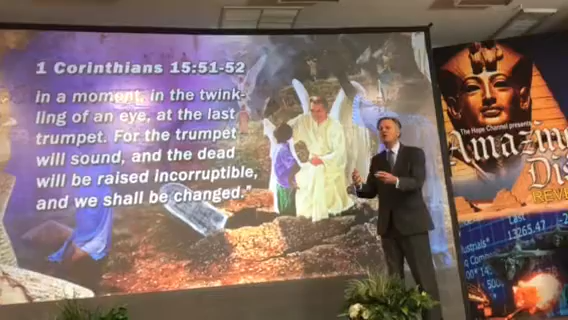 1 Corinthians 15:51-52
in a moment, in the twink-
ling of an eye, at the last
trumpet. For the trumpet
will sound, and the dead
will be raised incorruptible,
and we shall be changed."
The Hope Channel presents
Amazin
Dis
REV
Last
13265.47